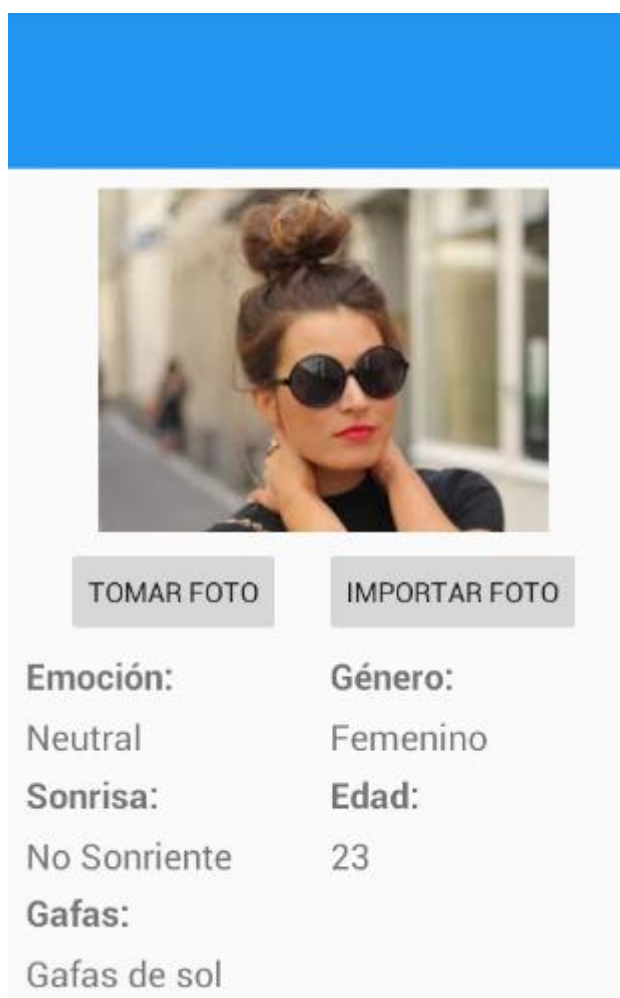 TOMAR FOTO
IMPORTAR FOTO
Emoción:
Género:
Neutral
Femenino
Sonrisa:
Edad:
No Sonriente
23
Gafas:
Gafas de sol